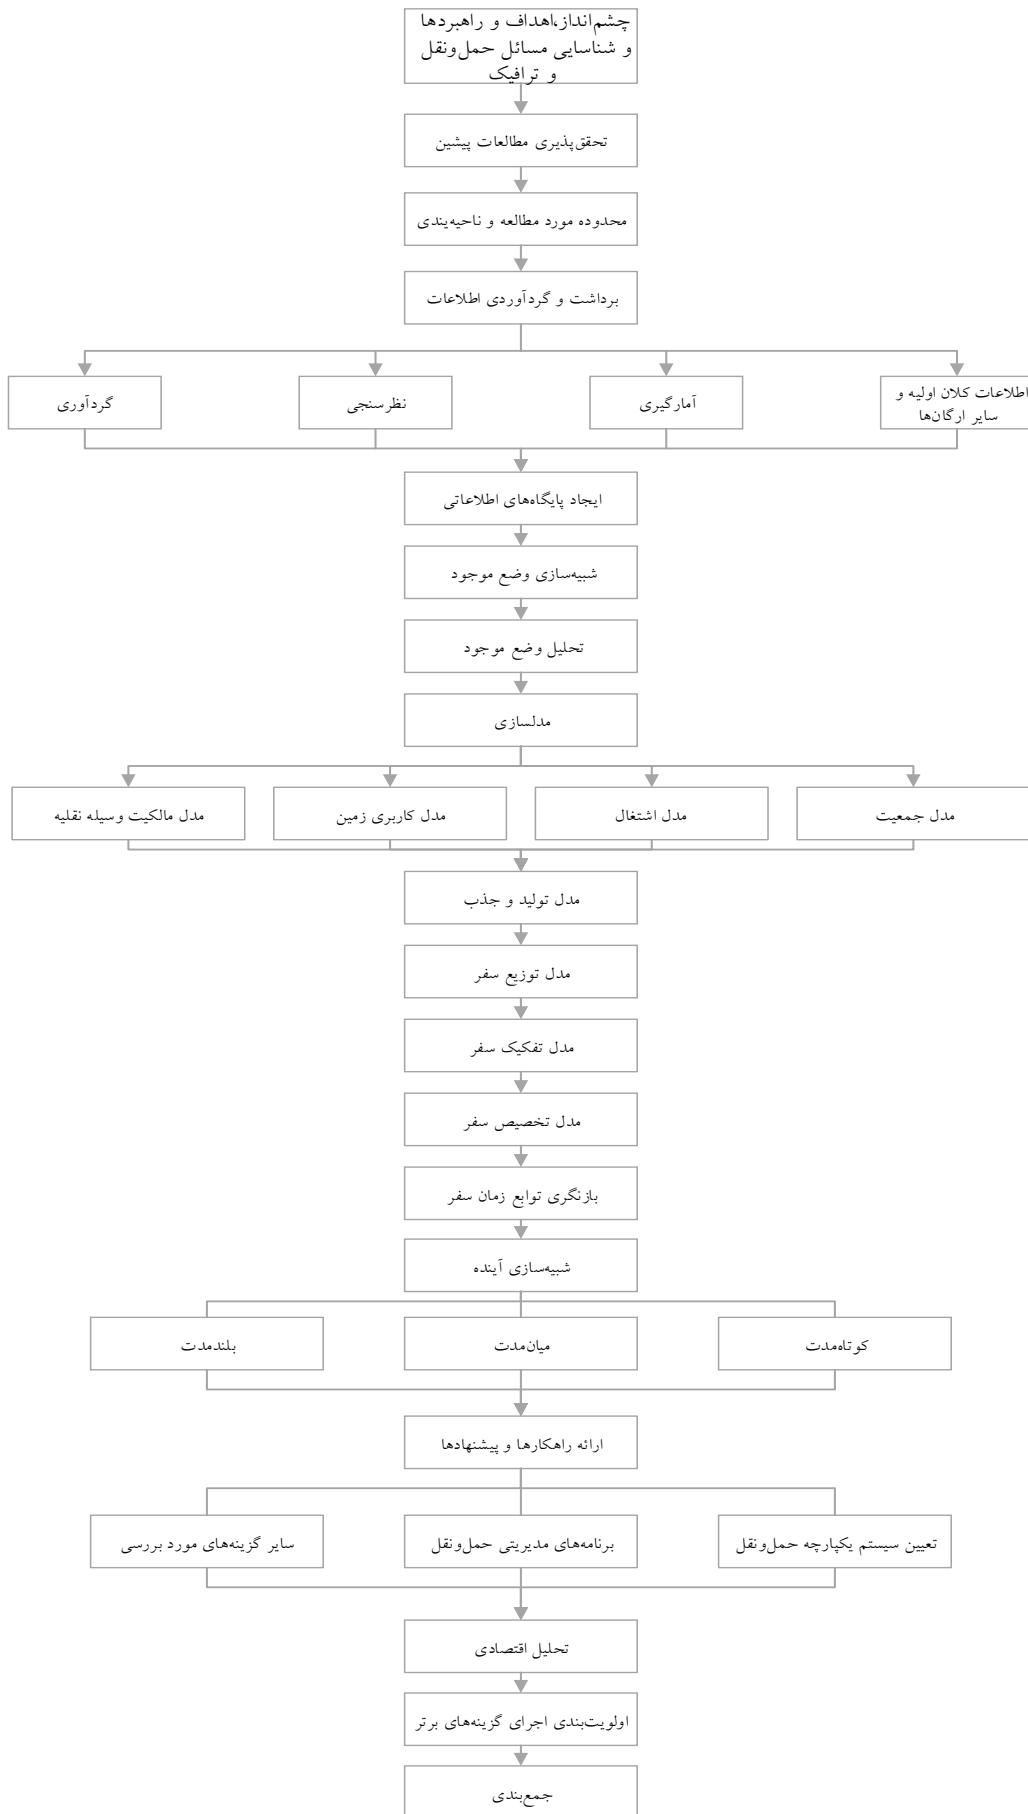 چشم‌انداز،اهداف و راهبردها
و شناسایی مسائل حمل‌ونقل
و ترافیک
تحقق‌پذیری مطالعات پیشین
محدوده مورد مطالعه و ناحیه‌بندی
برداشت و گردآوردی اطلاعات
اطلاعات کلان اولیه و
سایر ارگان‌ها
آمارگیری
نظرسنجی
گردآوری
ایجاد پایگاه‌های اطلاعاتی
شبیه‌سازی وضع موجود
تحلیل وضع موجود
مدلسازی
مدل جمعیت
مدل اشتغال
مدل کاربری زمین
مدل مالکیت وسیله نقلیه
مدل تولید و جذب
مدل توزیع سفر
مدل تفکیک سفر
مدل تخصیص سفر
بازنگری توابع زمان سفر
شبیه‌سازی آینده
کوتاه‌مدت
میان‌مدت
بلندمدت
ارائه راهکارها و پیشنهادها
تعیین سیستم یکپارچه حمل‌ونقل
برنامه‌های مدیریتی حمل‌ونقل
سایر گزینه‌های مورد بررسی
تحلیل اقتصادی
اولویت‌بندی اجرای گزینه‌های برتر
جمع‌بندی